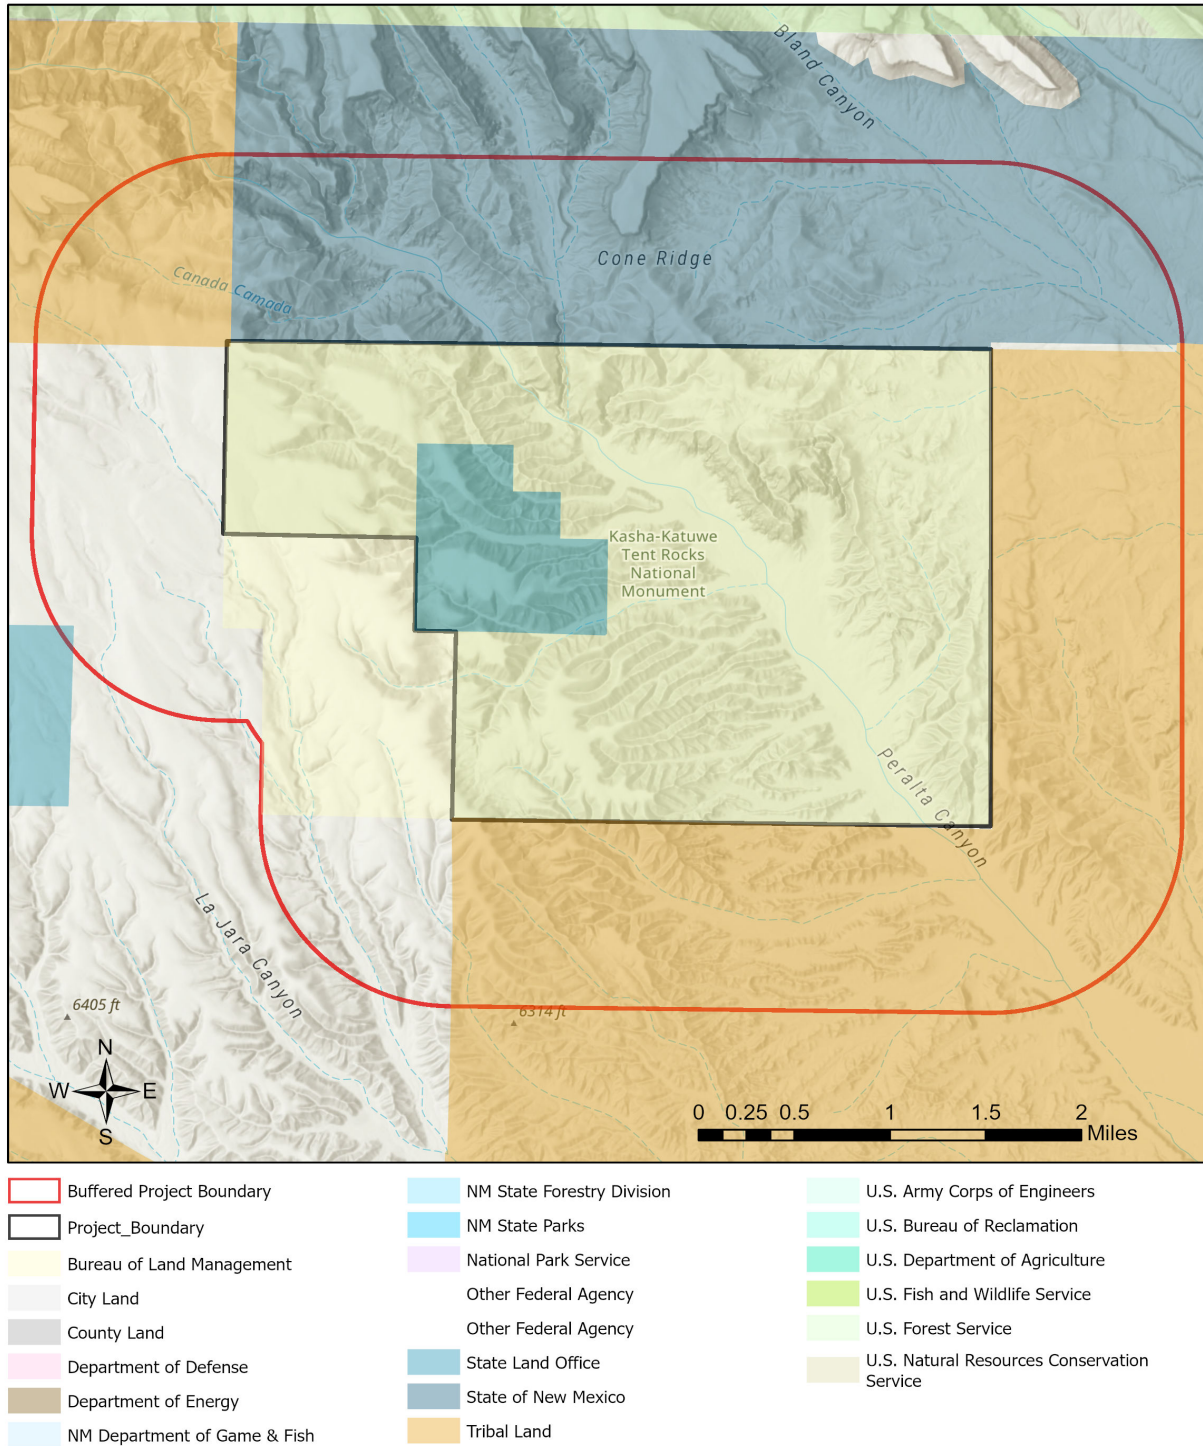 Bland Canyon
Cone Ridge
Canada Camada
Kasha-Katuwe
Tent Rocks
National
Monument
Peralta Canyon
La Jara Canyon
6405 ft
6314 ft
N
W E
S
0 0.25 0.5 1 1.5 2
Miles
Buffered Project Boundary
Project_Boundary
Bureau of Land Management
City Land
County Land
Department of Defense
Department of Energy
NM Department of Game & Fish
NM State Forestry Division
NM State Parks
National Park Service
Other Federal Agency
Other Federal Agency
State Land Office
State of New Mexico
Tribal Land
U.S. Army Corps of Engineers
U.S. Bureau of Reclamation
U.S. Department of Agriculture
U.S. Fish and Wildlife Service
U.S. Forest Service
U.S. Natural Resources Conservation
Service